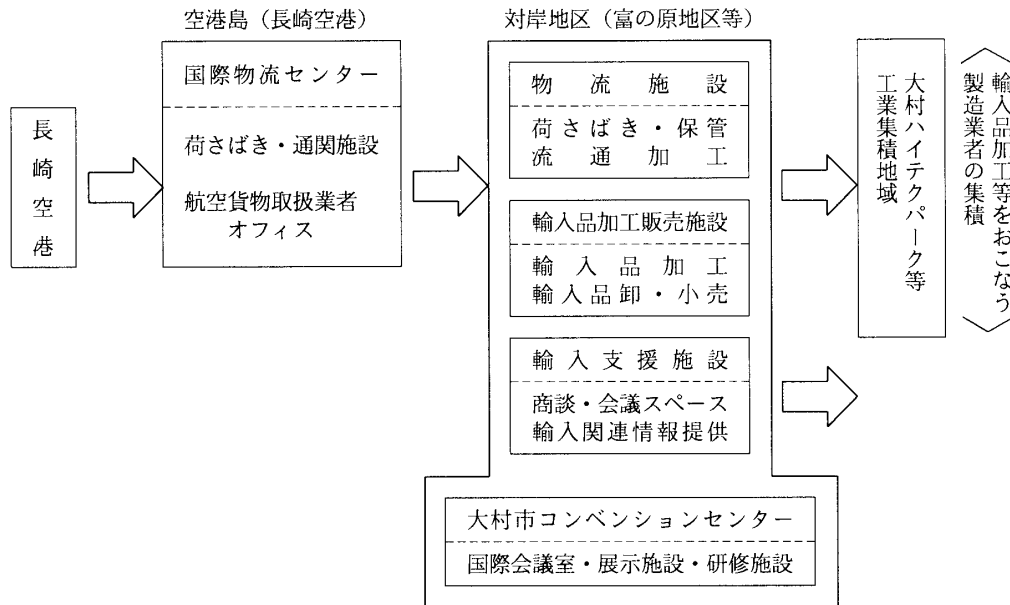 空港島（長崎空港）
対岸地区（富の原地区等）
長崎空港
国際物流センター
荷さばき・通関施設
航空貨物取扱業者
オフィス
物流施設
荷さばき・保管
流通加工
輸入品加工販売施設
輸入品加工
輸入品卸・小売
輸入支援施設
商談・会議スペース
輸入関連情報提供
大村市コンベンションセンター
国際会議室・展示施設・研修施設
大村ハイテクパーク等
工業集積地域
〈輸入品加工等をおこなう
製造業者の集積〉